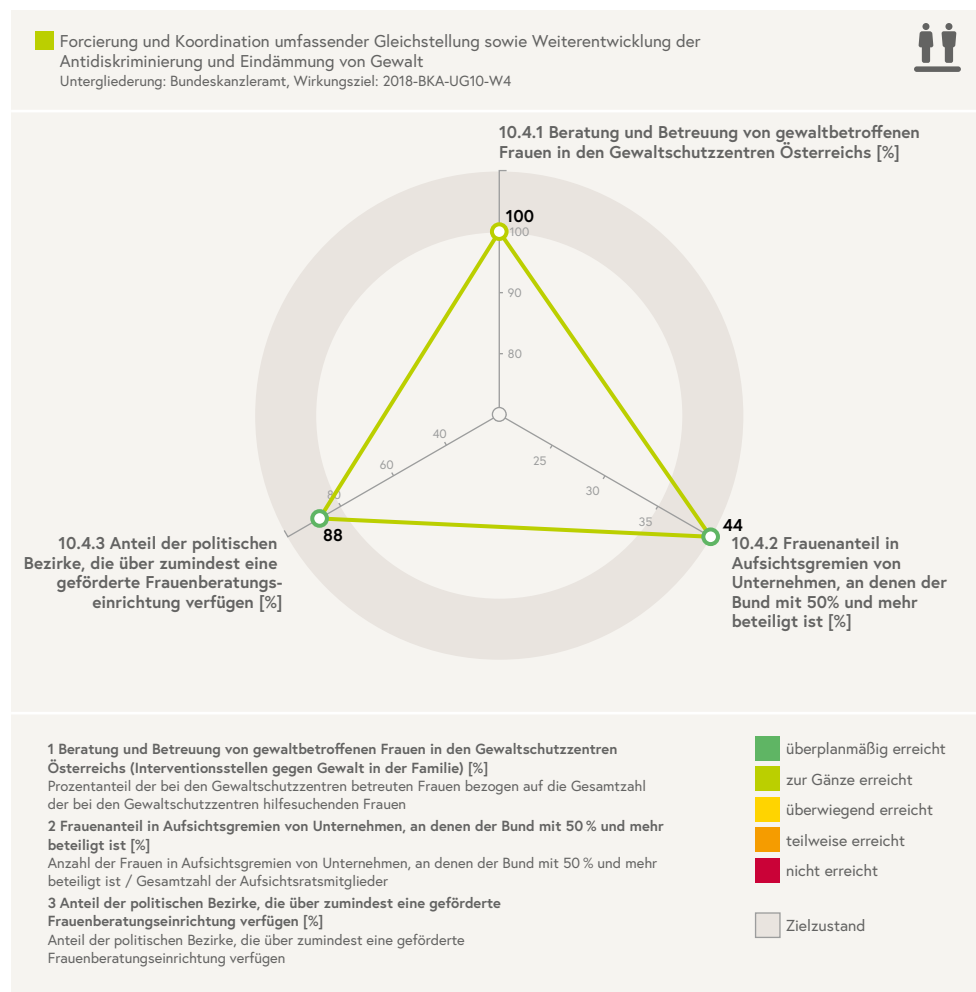 Forcierung und Koordination umfassender Gleichstellung sowie Weiterentwicklung der
Antidiskriminierung und Eindämmung von Gewalt
Untergliederung: Bundeskanzleramt, Wirkungsziel: 2018-BKA-UG10-W4
10.4.1 Beratung und Betreuung von gewaltbetroffenen
Frauen in den Gewaltschutzzentren Österreichs [%]
100
100
90
80
40
60
80
88
25
30
35
44
10.4.3 Anteil der politischen
Bezirke, die über zumindest eine
geförderte Frauenberatungs-
einrichtung verfügen [%]
10.4.2 Frauenanteil in
Aufsichtsgremien von
Unternehmen, an denen der
Bund mit 50% und mehr
beteiligt ist [%]
1 Beratung und Betreuung von gewaltbetroffenen Frauen in den Gewaltschutzzentren
Österreichs (Interventionsstellen gegen Gewalt in der Familie) [%]
Prozentanteil der bei den Gewaltschutzzentren betreuten Frauen bezogen auf die Gesamtzahl
der bei den Gewaltschutzzentren hilfesuchenden Frauen
2 Frauenanteil in Aufsichtsgremien von Unternehmen, an denen der Bund mit 50 % und mehr
beteiligt ist [%]
Anzahl der Frauen in Aufsichtsgremien von Unternehmen, an denen der Bund mit 50 % und mehr
beteiligt ist / Gesamtzahl der Aufsichtsratsmitglieder
3 Anteil der politischen Bezirke, die über zumindest eine geförderte
Frauenberatungseinrichtung verfügen [%]
Anteil der politischen Bezirke, die über zumindest eine geförderte
Frauenberatungseinrichtung verfügen
überplanmäßig erreicht
zur Gänze erreicht
überwiegend erreicht
teilweise erreicht
nicht erreicht
Zielzustand